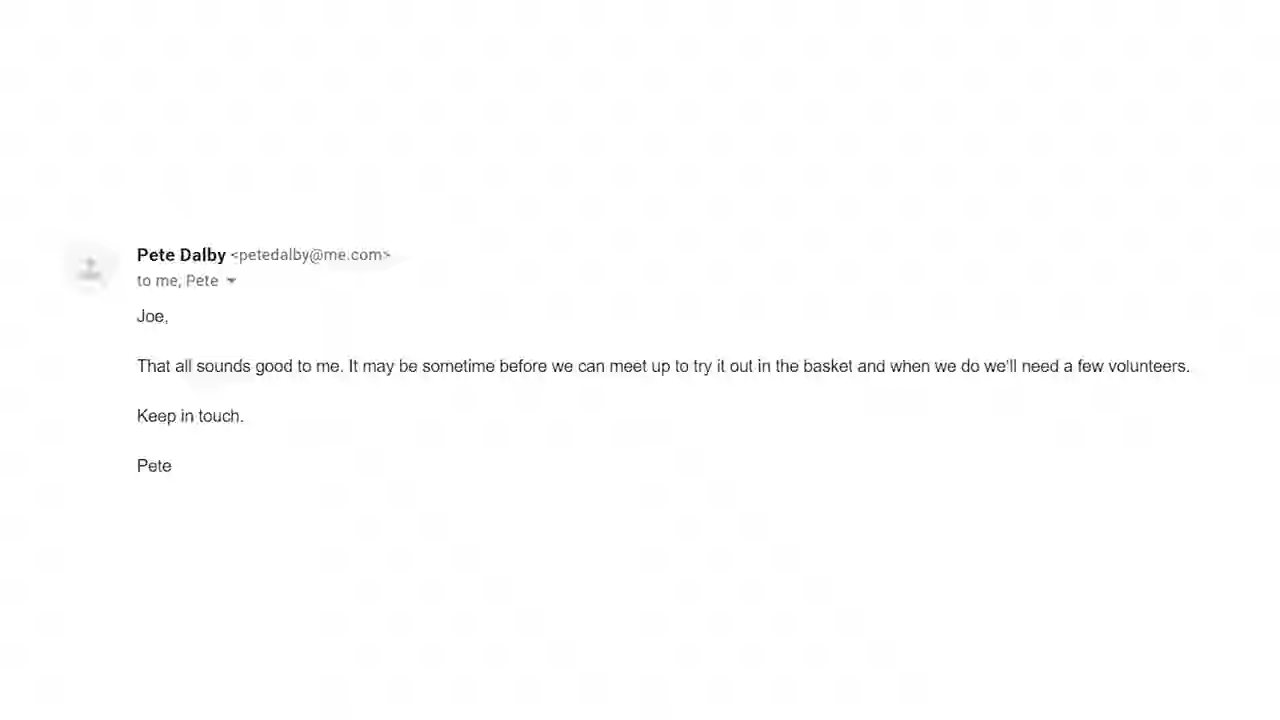 Pete Dalby <petedalby@me.com>
to me, Pete
Joe,
That all sounds good to me. It may be sometime before we can meet up to try it out in the basket and when we do we'll need a few volunteers.
Keep in touch.
Pete